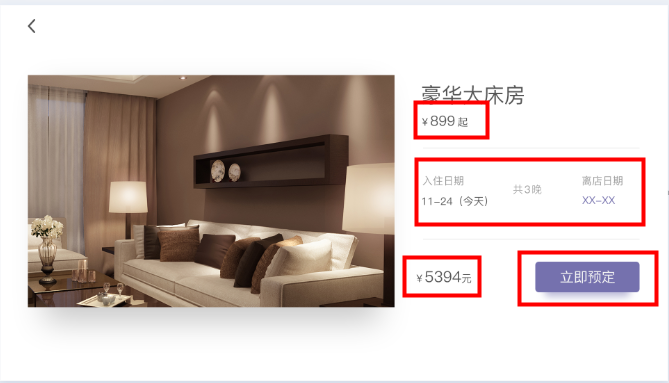 豪华大床房
¥899起
入住日期
共3晚
离店日期
11-24（今天）
XX-XX
¥5394元
立即预定